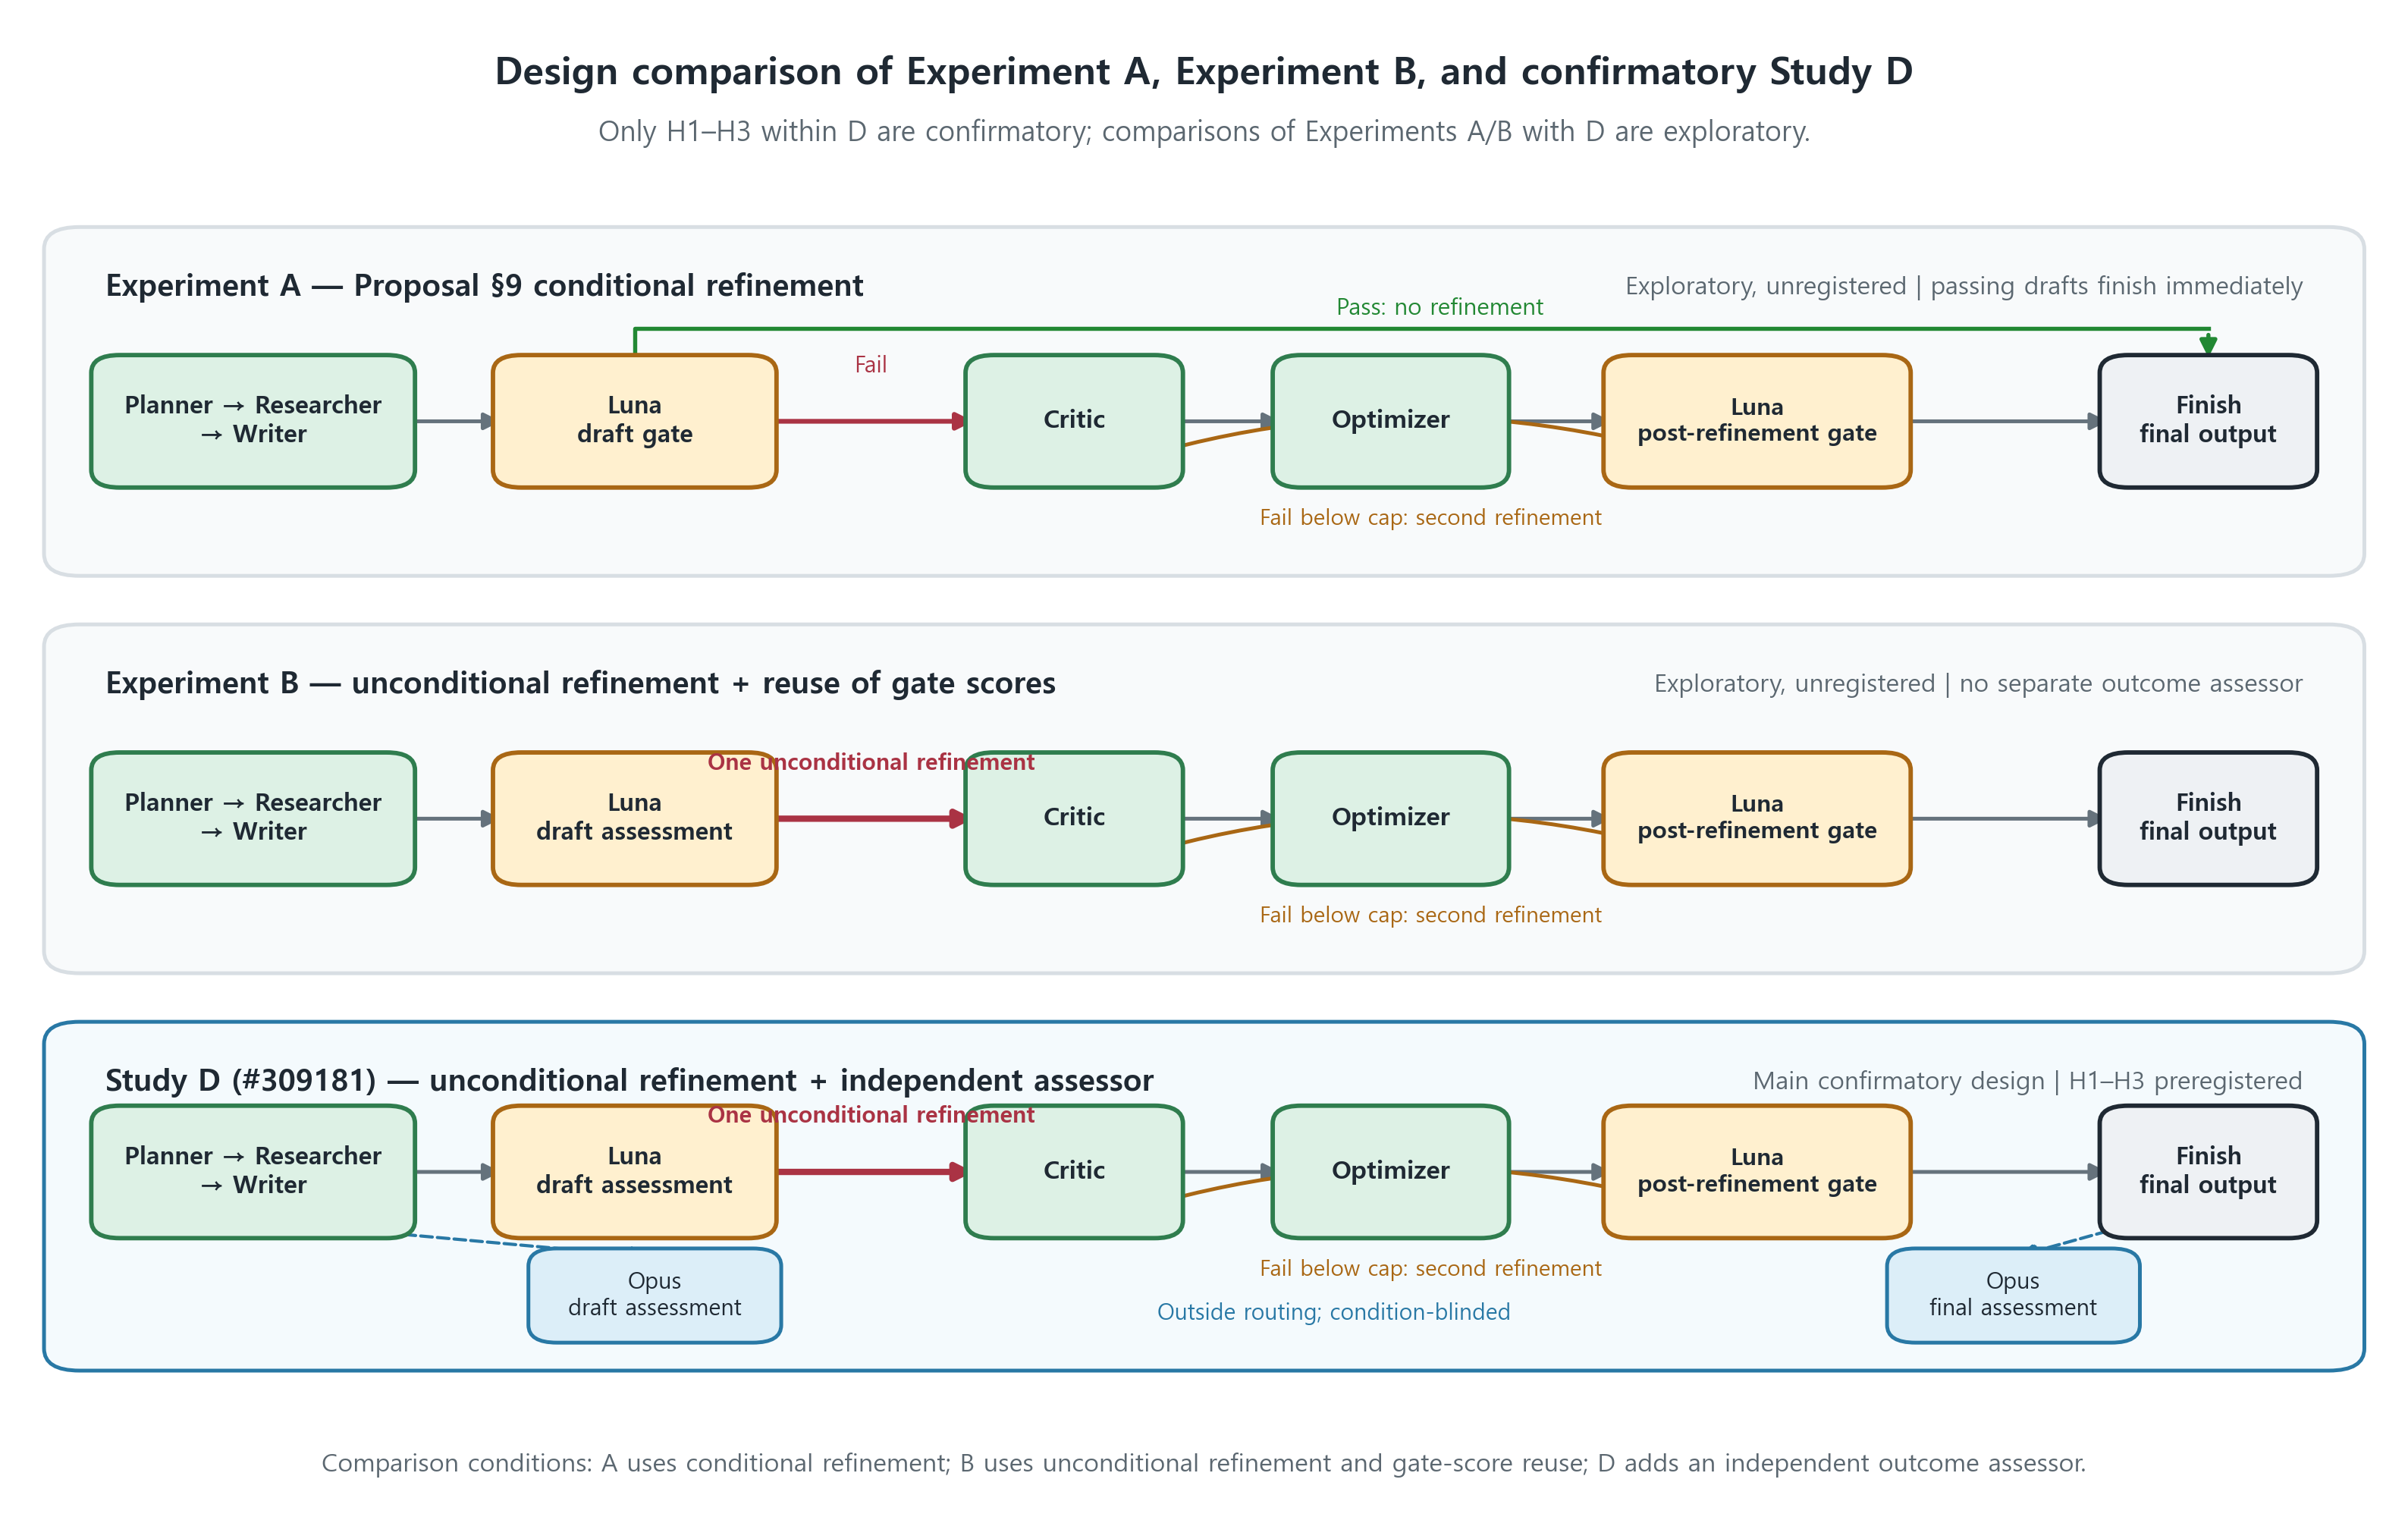 Design comparison of Experiment A, Experiment B, and confirmatory Study D
Only H1–H3 within D are confirmatory; comparisons of Experiments A/B with D are exploratory.
Experiment A — Proposal §9 conditional refinement
Exploratory, unregistered | passing drafts finish immediately
Pass: no refinement
Fail
Planner → Researcher
→ Writer
Luna
draft gate
Critic
Optimizer
Luna
post-refinement gate
Finish
final output
Fail below cap: second refinement
Experiment B — unconditional refinement + reuse of gate scores
Exploratory, unregistered | no separate outcome assessor
One unconditional refinement
Planner → Researcher
→ Writer
Luna
draft assessment
Critic
Optimizer
Luna
post-refinement gate
Finish
final output
Fail below cap: second refinement
Study D (#309181) — unconditional refinement + independent assessor
Main confirmatory design | H1–H3 preregistered
One unconditional refinement
Planner → Researcher
→ Writer
Luna
draft assessment
Critic
Optimizer
Luna
post-refinement gate
Finish
final output
Fail below cap: second refinement
Opus
draft assessment
Outside routing; condition-blinded
Opus
final assessment
Comparison conditions: A uses conditional refinement; B uses unconditional refinement and gate-score reuse; D adds an independent outcome assessor.